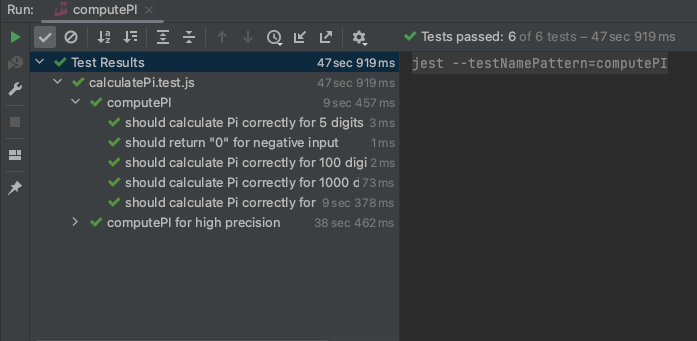 Run: computePI
Tests passed: 6 of 6 tests – 47 sec 919 ms
Test Results 47 sec 919 ms
calculatePi.test.js 47 sec 919 ms
computePI 9 sec 457 ms
should calculate Pi correctly for 5 digits 3 ms
should return "0" for negative input 1 ms
should calculate Pi correctly for 100 digi 2 ms
should calculate Pi correctly for 1000 d 73 ms
should calculate Pi correctly for 9 sec 378 ms
computePI for high precision 38 sec 462 ms
jest --testNamePattern=computePI